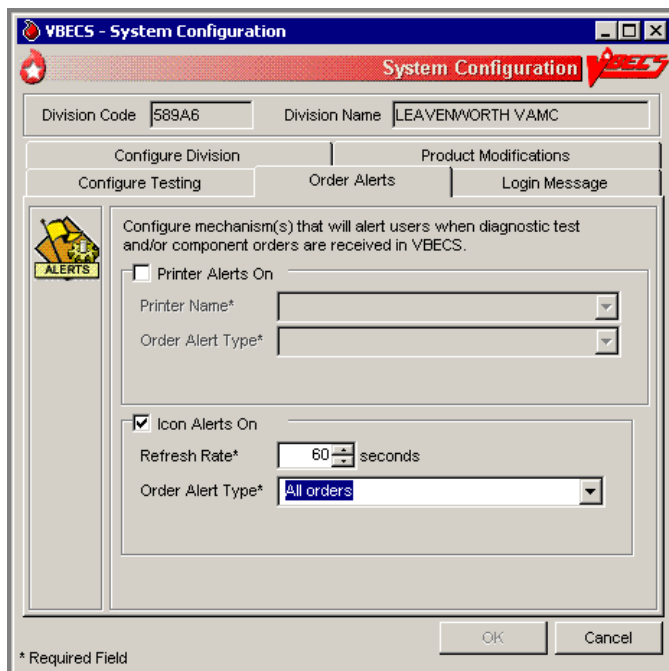 VBECS - System Configuration
System Configuration VBECS
Division Code 589A6 Division Name LEAVENWORTH VAMC
Configure Division Product Modifications
Configure Testing Order Alerts Login Message
ALERTS
Configure mechanism(s) that will alert users when diagnostic test
and/or component orders are received in VBECS.
Printer Alerts On
Printer Name*
Order Alert Type*
Icon Alerts On
Refresh Rate* 60 seconds
Order Alert Type* All orders
OK Cancel
* Required Field